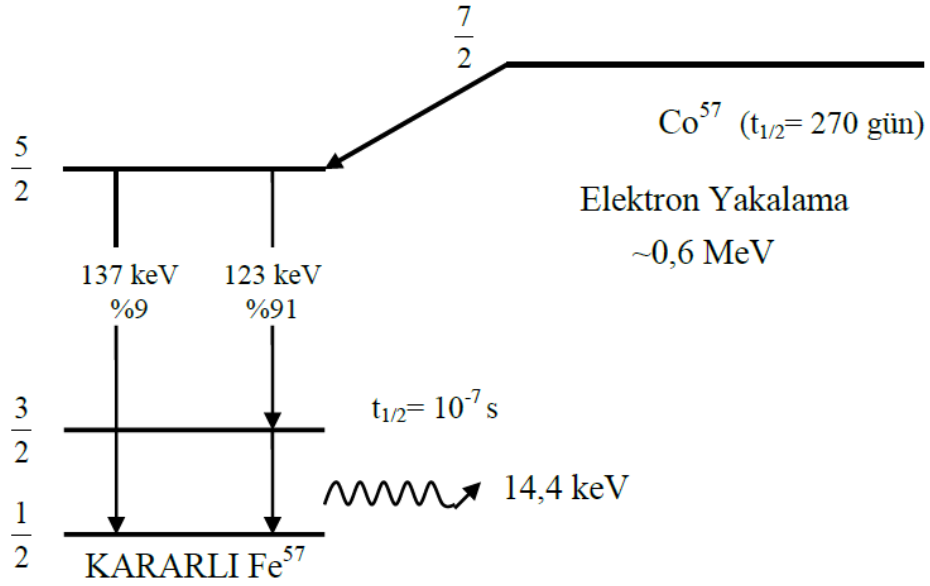 7/2
Co⁵⁷ (t₁/₂= 270 gün)
5/2
Elektron Yakalama
~0,6 MeV
137 keV 123 keV
%9 %91
3/2
t₁/₂= 10⁻⁷ s
14,4 keV
1/2
KARARLI Fe⁵⁷